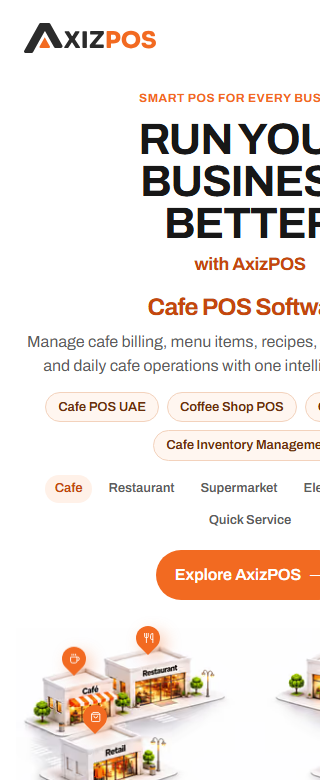 AXIZPOS
SMART POS FOR EVERY BUS
RUN YOU
BUSINES
BETTER
with AxizPOS
Cafe POS Softwa
Manage cafe billing, menu items, recipes,
and daily cafe operations with one intelli
Cafe POS UAE Coffee Shop POS
Cafe Inventory Manageme
Cafe Restaurant Supermarket Ele
Quick Service
Explore AxizPOS
Restaurant
Café
Retail